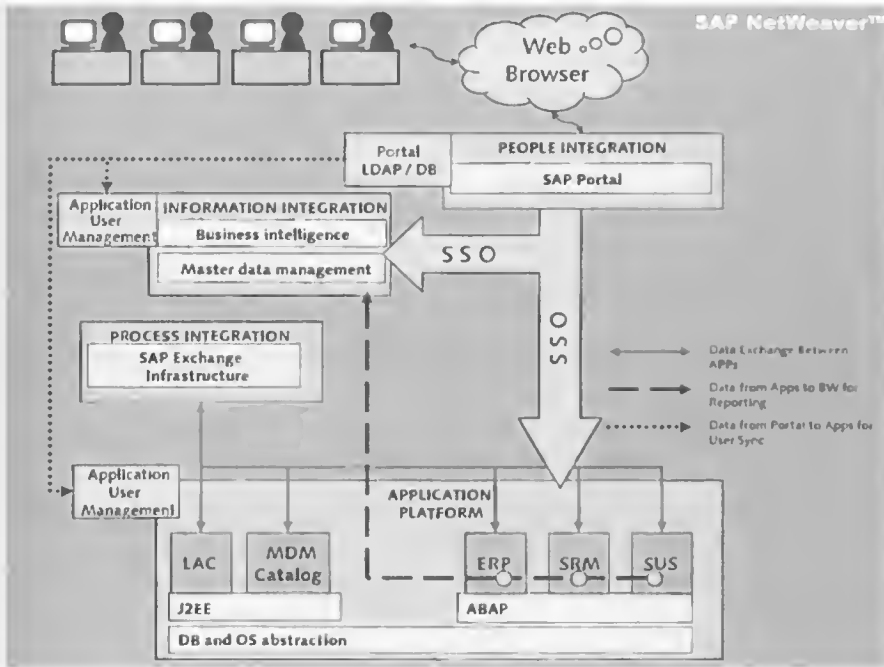 SAP NetWeaver™
Web
Browser
Portal
LDAP / DB
PEOPLE INTEGRATION
SAP Portal
Application
User
Management
INFORMATION INTEGRATION
Business intelligence
Master data management
SSO
SSO
PROCESS INTEGRATION
SAP Exchange
Infrastructure
Data Exchange Between
APPs
Data from Apps to BW for
Reporting
Data from Portal to Apps for
User Sync
Application
User
Management
APPLICATION
PLATFORM
LAC
MDM
Catalog
ERP
SRM
SUS
J2EE
ABAP
DB and OS abstraction